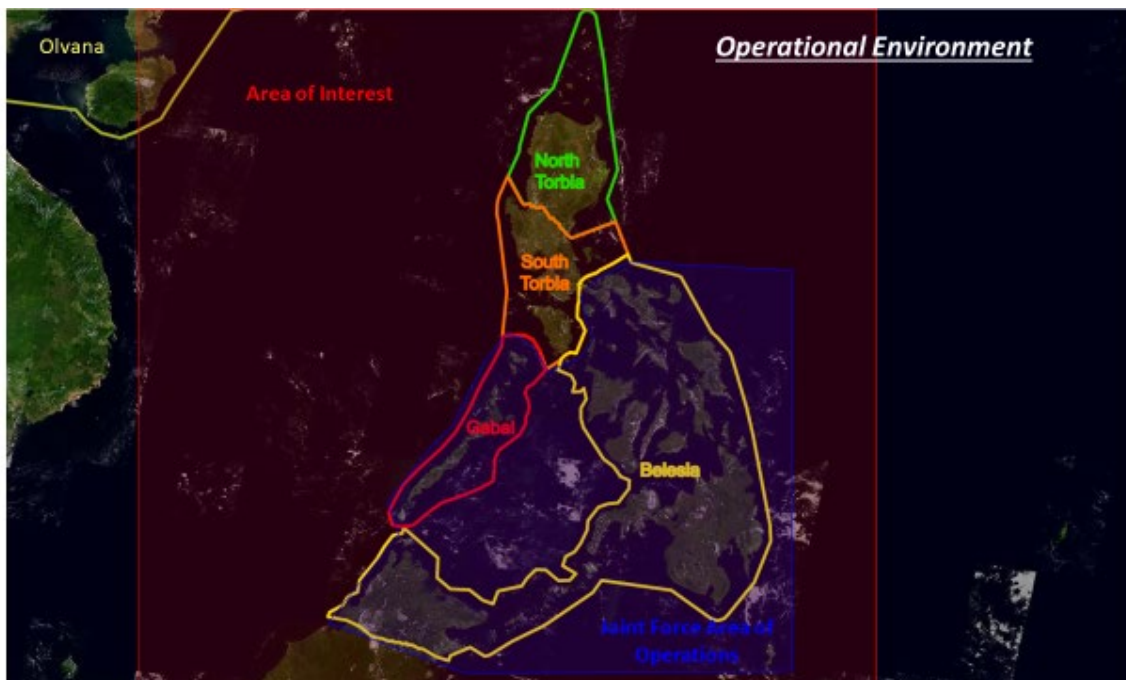 Olvana
Operational Environment
Area of Interest
North
Torbia
South
Torbia
Gabal
Belesia
Joint Force Area of
Operations